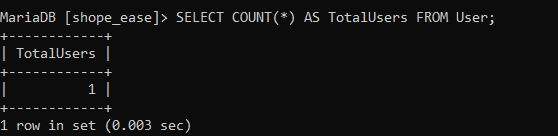 MariaDB [shope_ease]> SELECT COUNT(*) AS TotalUsers FROM User;
+------------+
| TotalUsers |
+------------+
|          1 |
+------------+
1 row in set (0.003 sec)